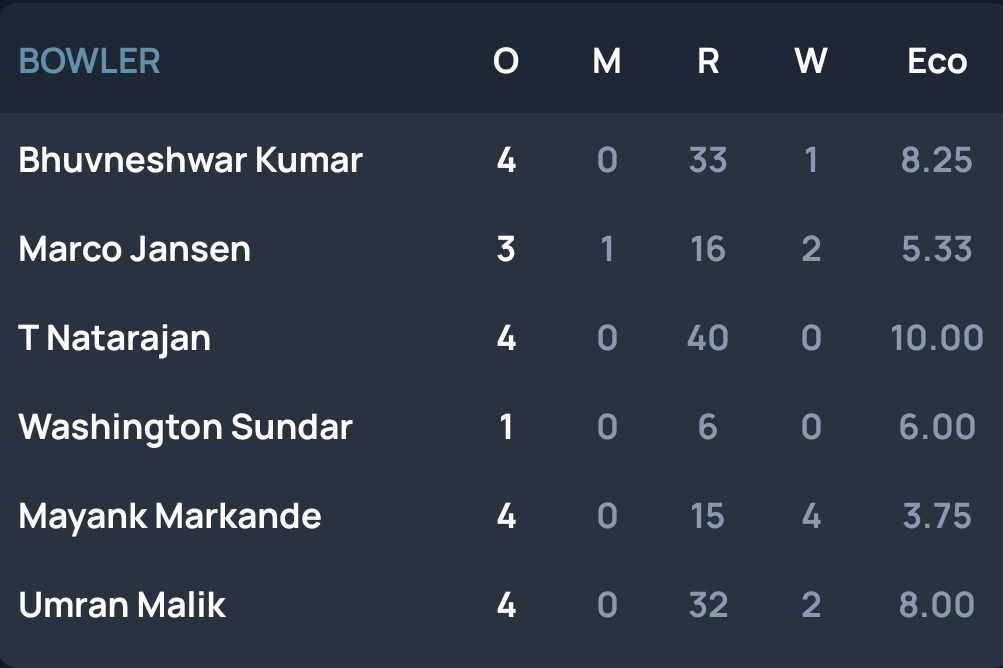 BOWLER O M R W Eco
Bhuvneshwar Kumar 4 0 33 1 8.25
Marco Jansen 3 1 16 2 5.33
T Natarajan 4 0 40 0 10.00
Washington Sundar 1 0 6 0 6.00
Mayank Markande 4 0 15 4 3.75
Umran Malik 4 0 32 2 8.00